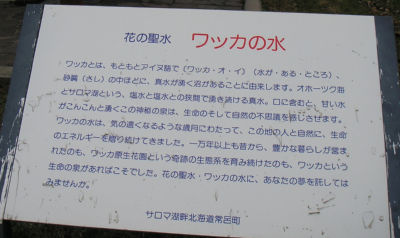 花の聖水　ワッカの水
ワッカとは、もともとアイヌ語で（ワッカ・オ・イ）（水が・ある・ところ）、
砂嘴（さし）の中ほどに、真水が湧く沼があることに由来します。オホーツク海
とサロマ湖という、塩水と塩水との狭間で湧き続ける真水。口に含むと、甘い水
がこんこんと湧くこの神秘の泉は、生命のそして自然の不思議を感じさせます。
ワッカの水は、気の遠くなるような歳月にわたって、この地の人と自然に、生命
のエネルギーを贈り続けてきました。一万年以上も昔から、豊かな暮らしが営ま
れたのも、ワッカ原生花園という奇跡の生態系を育み続けたのも、ワッカという
生命の泉があればこそでした。花の聖水・ワッカの水に、あなたの夢を託しては
みませんか。
サロマ湖畔北海道常呂町